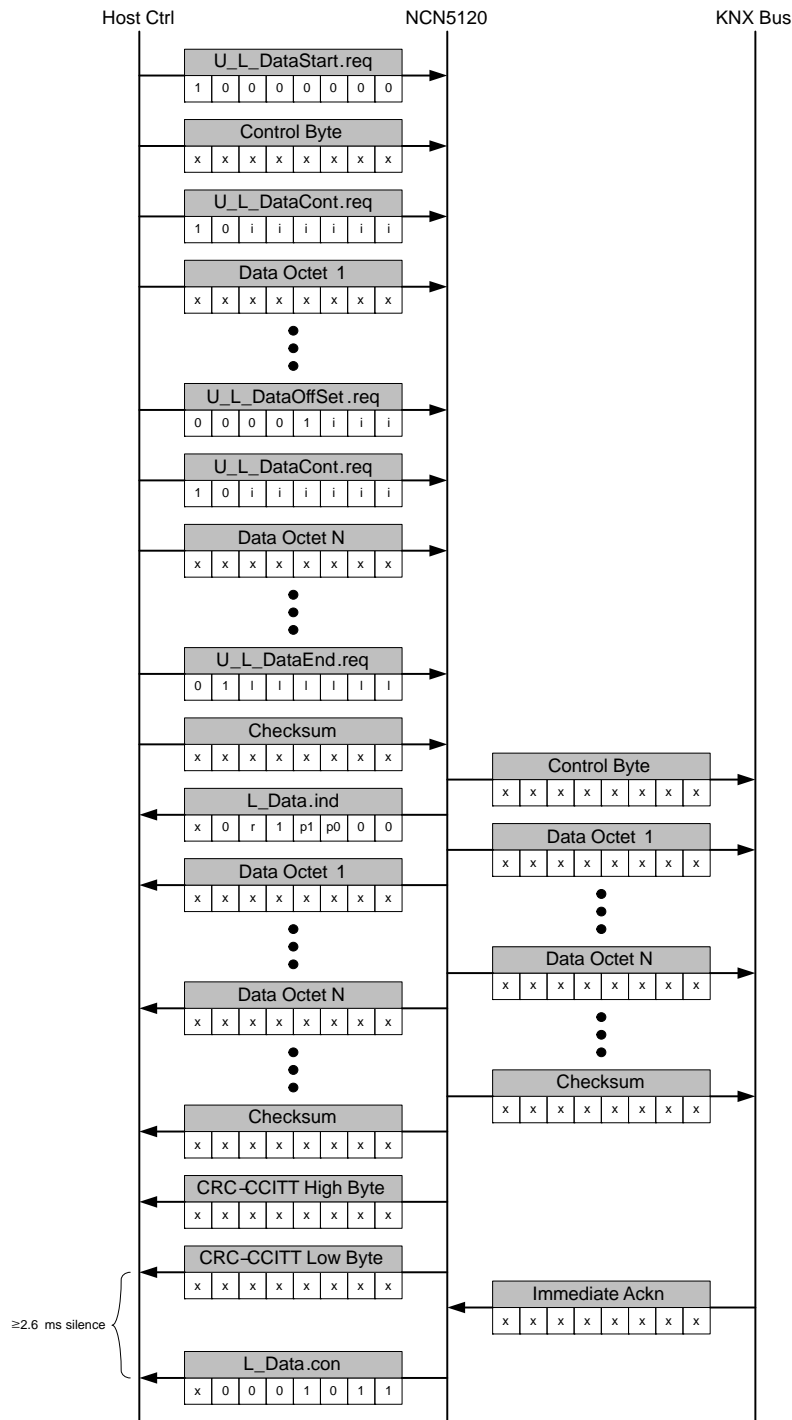 Host Ctrl NCN5120 KNX Bus
U_L_DataStart.req
1 0 0 0 0 0 0 0
Control Byte
x x x x x x x x
U_L_DataCont.req
1 0 i i i i i i
Data Octet 1
x x x x x x x x
U_L_DataOffSet.req
0 0 0 0 1 i i i
U_L_DataCont.req
1 0 i i i i i i
Data Octet N
x x x x x x x x
U_L_DataEnd.req
0 1 l l l l l l
Checksum
x x x x x x x x
Control Byte
x x x x x x x x
L_Data.ind
x 0 r 1 p1 p0 0 0
Data Octet 1
x x x x x x x x
Data Octet 1
x x x x x x x x
Data Octet N
x x x x x x x x
Data Octet N
x x x x x x x x
Checksum
x x x x x x x x
Checksum
x x x x x x x x
CRC-CCITT High Byte
x x x x x x x x
CRC-CCITT Low Byte
x x x x x x x x
Immediate Ackn
x x x x x x x x
≥2.6 ms silence
L_Data.con
x 0 0 0 1 0 1 1